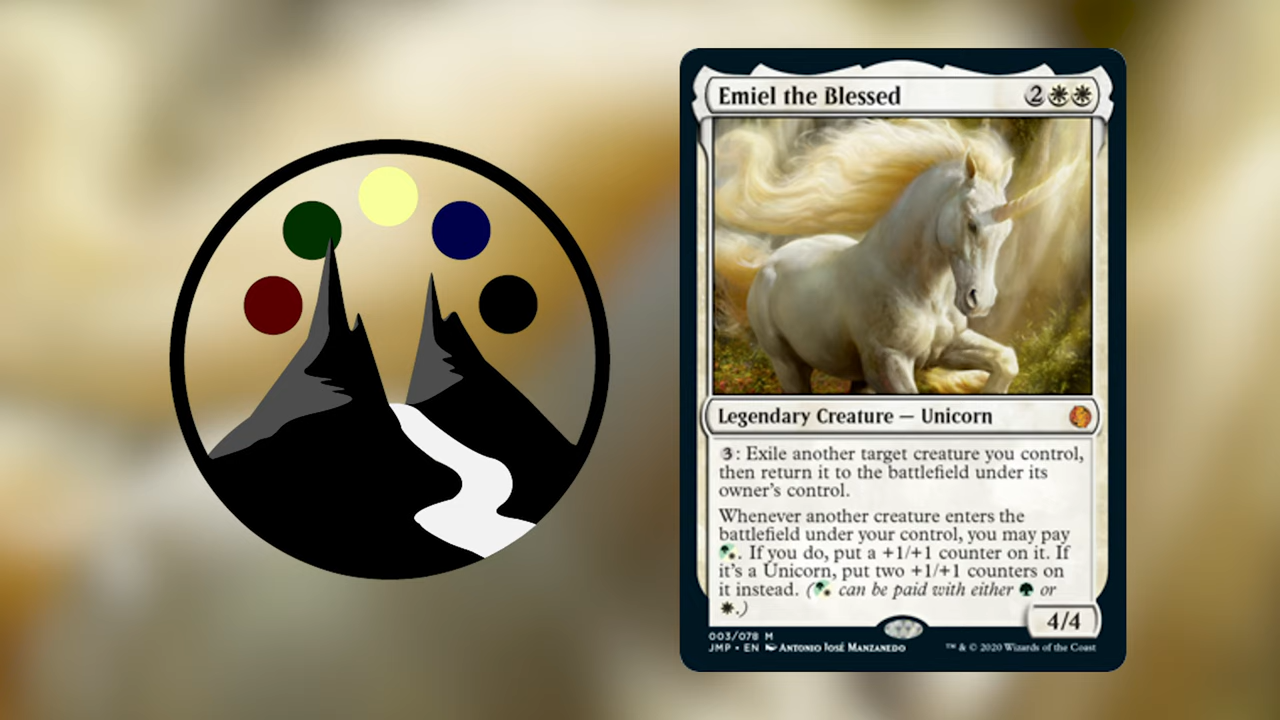 Emiel the Blessed 2
Legendary Creature — Unicorn
3: Exile another target creature you control,
then return it to the battlefield under its
owner's control.
Whenever another creature enters the
battlefield under your control, you may pay
. If you do, put a +1/+1 counter on it. If
it's a Unicorn, put two +1/+1 counters on
it instead. ( can be paid with either or
.)
4/4
003/078 M
JMP • EN Antonio José Manzanedo
™ & © 2020 Wizards of the Coast